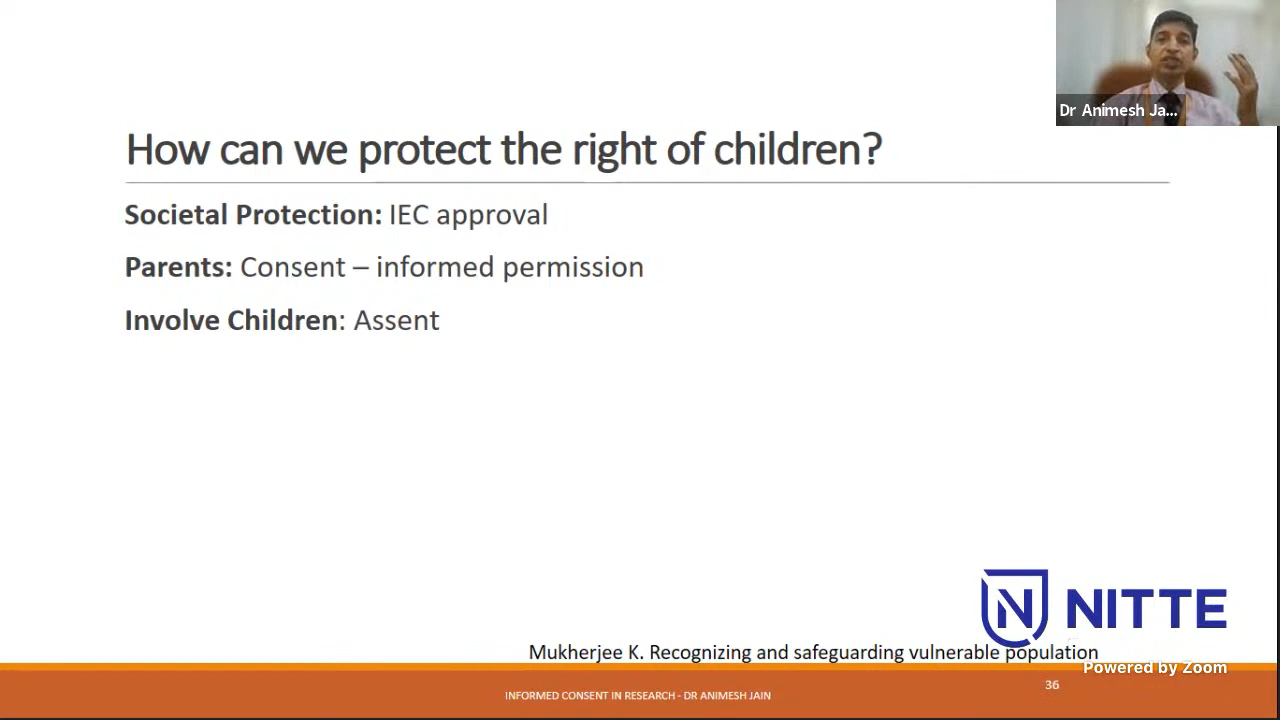 Dr Animesh Ja...
How can we protect the right of children?
Societal Protection: IEC approval
Parents: Consent – informed permission
Involve Children: Assent
N NITTE
Mukherjee K. Recognizing and safeguarding vulnerable population
Powered by Zoom
36
INFORMED CONSENT IN RESEARCH - DR ANIMESH JAIN